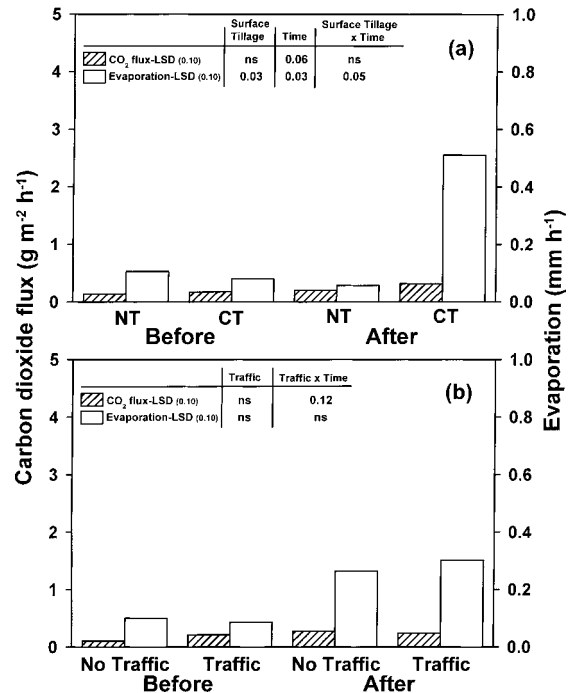 Carbon dioxide flux (g m-2 h-1)
Evaporation (mm h-1)
5
4
3
2
1
0
1.0
0.8
0.6
0.4
0.2
0.0
(a)
Surface Tillage | Time | Surface Tillage x Time
CO2 flux-LSD (0.10) ns 0.06 ns
Evaporation-LSD (0.10) 0.03 0.03 0.05
NT CT NT CT
Before After
5
4
3
2
1
0
1.0
0.8
0.6
0.4
0.2
0.0
(b)
Traffic Traffic x Time
CO2 flux-LSD (0.10) ns 0.12
Evaporation-LSD (0.10) ns ns
No Traffic Traffic No Traffic Traffic
Before After